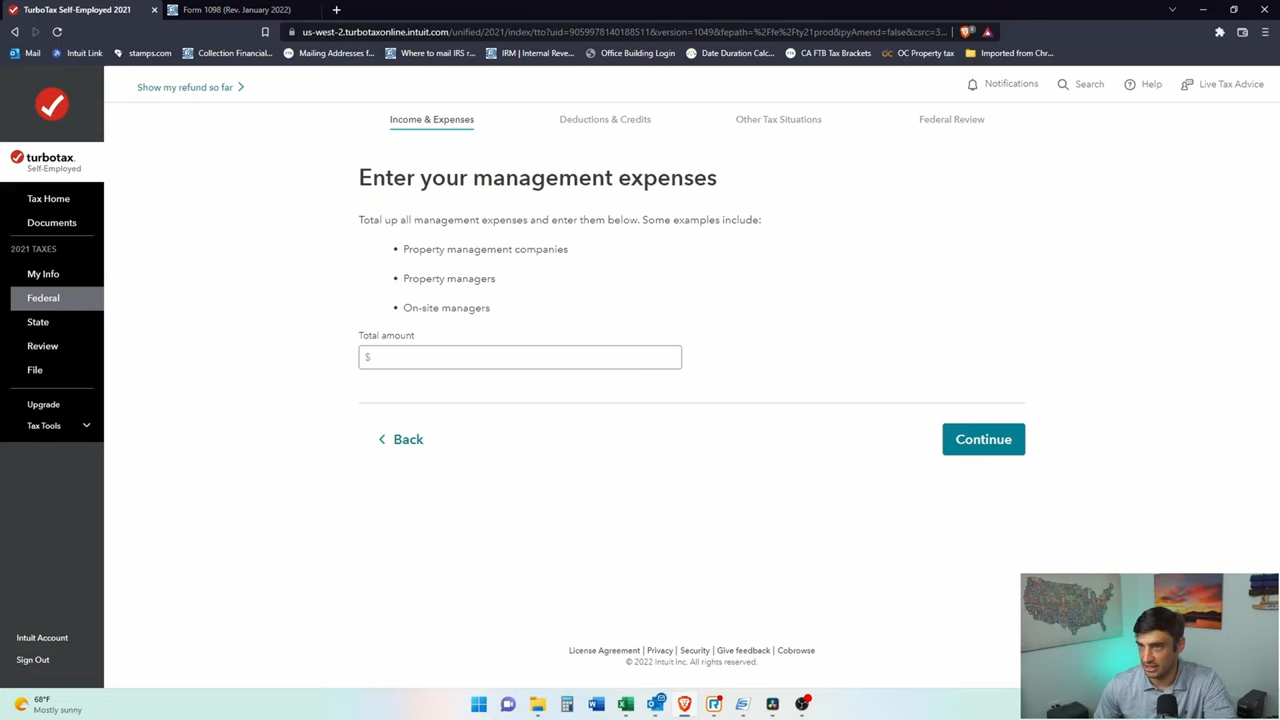 TurboTax Self-Employed 2021
Form 1098 (Rev. January 2022)
us-west-2.turbotaxonline.intuit.com/unified/2021/index/tto?uid=9059978140188511&version=1049&fepath=%2Ffe%2Fty21prod&pyAmend=false&csrc=3...
Mail
Intuit Link
stamps.com
Collection Financial...
Mailing Addresses f...
Where to mail IRS r...
IRM | Internal Reve...
Office Building Login
Date Duration Calc...
CA FTB Tax Brackets
OC Property tax
Imported from Chr...
Show my refund so far
Notifications
Search
Help
Live Tax Advice
Income & Expenses
Deductions & Credits
Other Tax Situations
Federal Review
turbotax
Self-Employed
Tax Home
Documents
2021 TAXES
My Info
Federal
State
Review
File
Upgrade
Tax Tools
Intuit Account
Sign Out
Enter your management expenses
Total up all management expenses and enter them below. Some examples include:
• Property management companies
• Property managers
• On-site managers
Total amount
$
Back
Continue
License Agreement | Privacy | Security | Give feedback | Cobrowse
© 2022 Intuit Inc. All rights reserved.
68°F
Mostly sunny